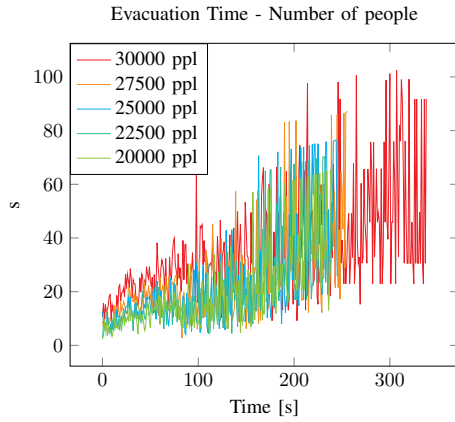 Evacuation Time - Number of people
30000 ppl
27500 ppl
25000 ppl
22500 ppl
20000 ppl
100
80
60
40
20
0
s
0 100 200 300
Time [s]